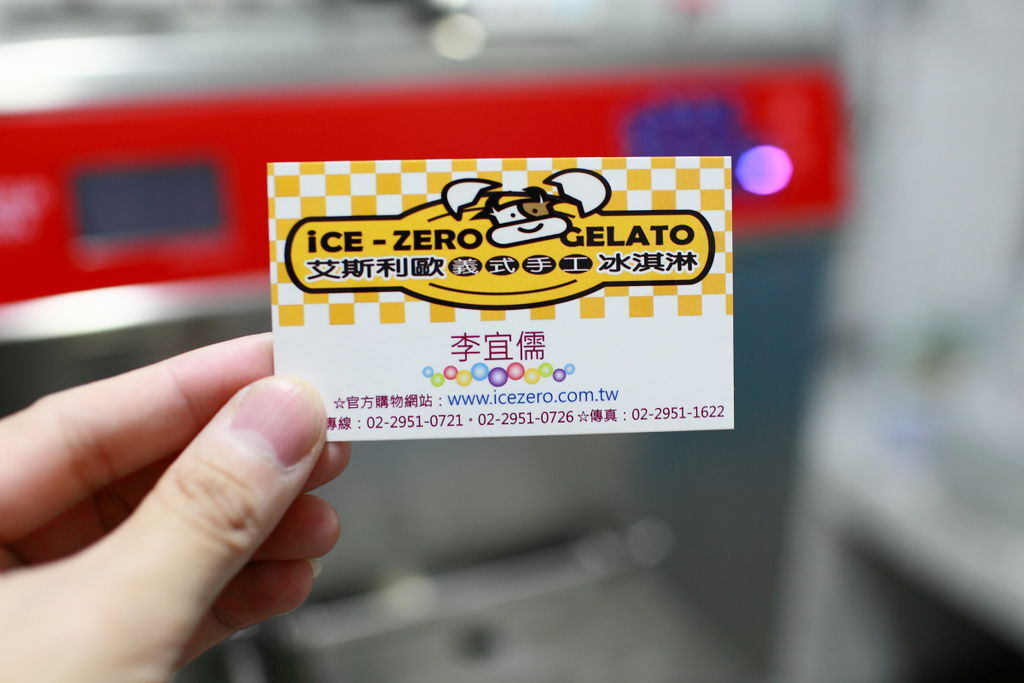 iCE - ZERO GELATO
艾斯利歐義式手工冰淇淋
李宜儒
☆官方購物網站：www.icezero.com.tw
專線：02-2951-0721。02-2951-0726 ☆傳真：02-2951-1622